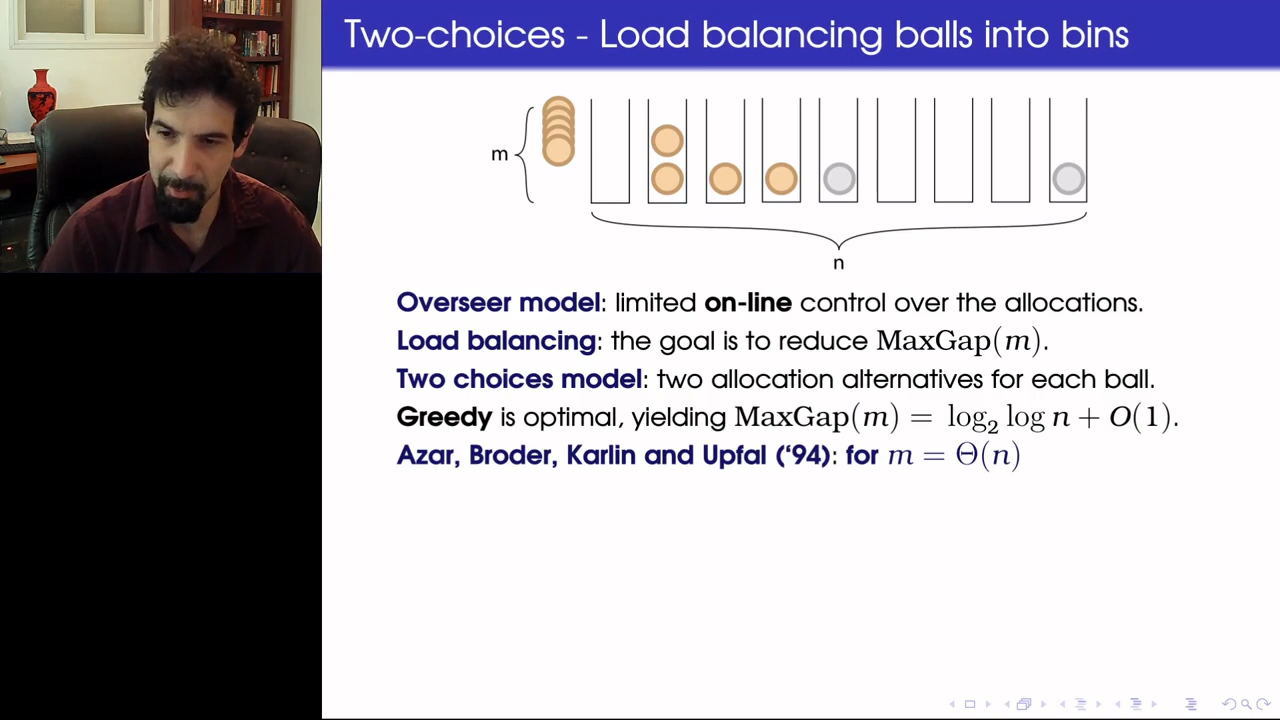 Two-choices - Load balancing balls into bins
m
n
Overseer model: limited on-line control over the allocations.
Load balancing: the goal is to reduce MaxGap(m).
Two choices model: two allocation alternatives for each ball.
Greedy is optimal, yielding MaxGap(m) = log₂ log n + O(1).
Azar, Broder, Karlin and Upfal (‘94): for m = Θ(n)